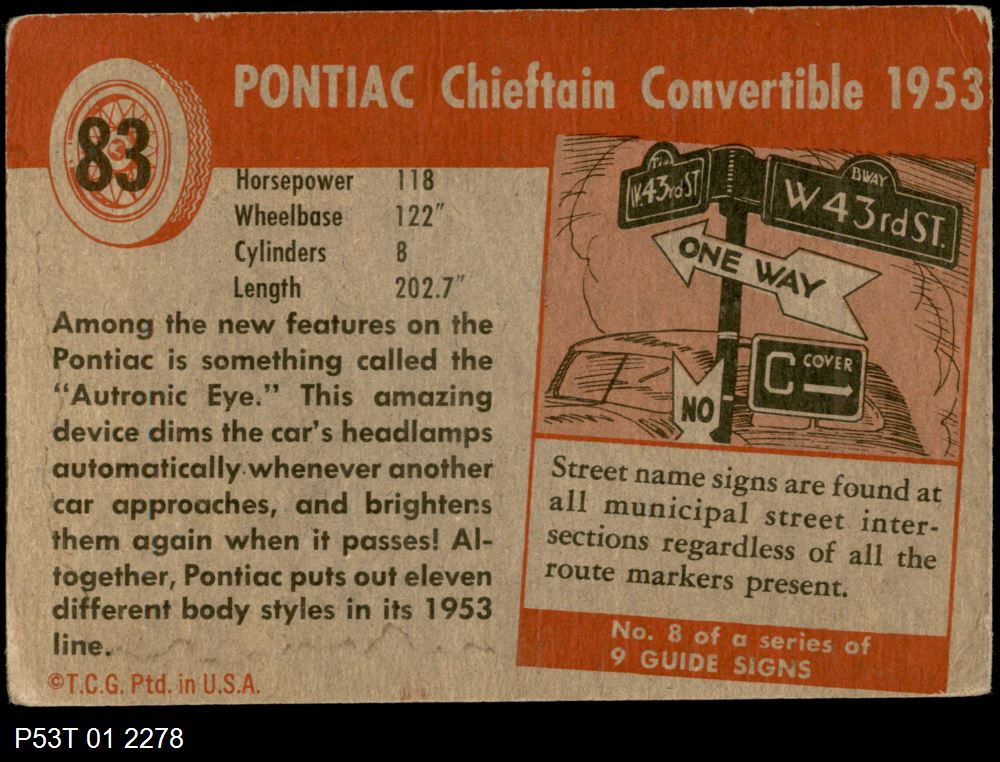 83
PONTIAC Chieftain Convertible 1953
Horsepower 118
Wheelbase 122″
Cylinders 8
Length 202.7″
Among the new features on the
Pontiac is something called the
“Autronic Eye.” This amazing
device dims the car’s headlamps
automatically whenever another
car approaches, and brightens
them again when it passes! Al-
together, Pontiac puts out eleven
different body styles in its 1953
line.
©T.C.G. Ptd. in U.S.A.
W.43rd ST
BWAY
W43rd ST.
ONE WAY
C COVER
NO
Street name signs are found at
all municipal street inter-
sections regardless of all the
route markers present.
No. 8 of a series of
9 GUIDE SIGNS
P53T 01 2278